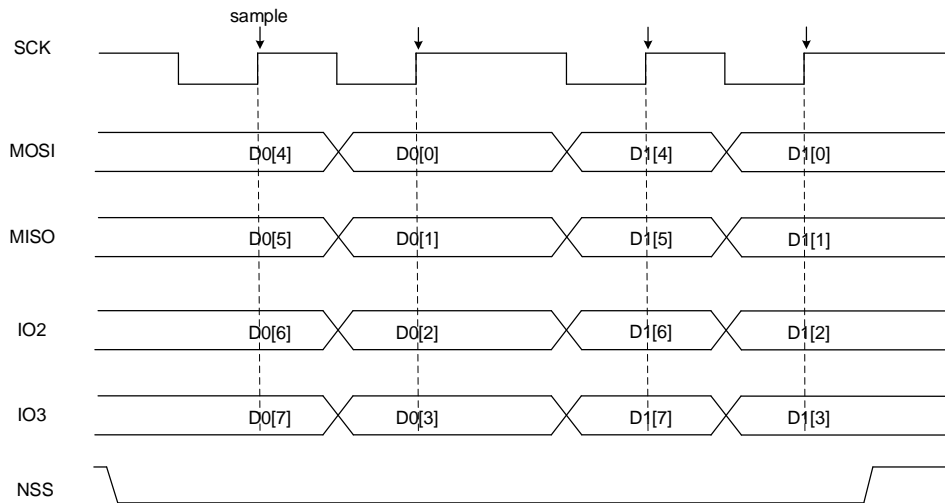 sample
SCK
MOSI D0[4] D0[0] D1[4] D1[0]
MISO D0[5] D0[1] D1[5] D1[1]
IO2 D0[6] D0[2] D1[6] D1[2]
IO3 D0[7] D0[3] D1[7] D1[3]
NSS